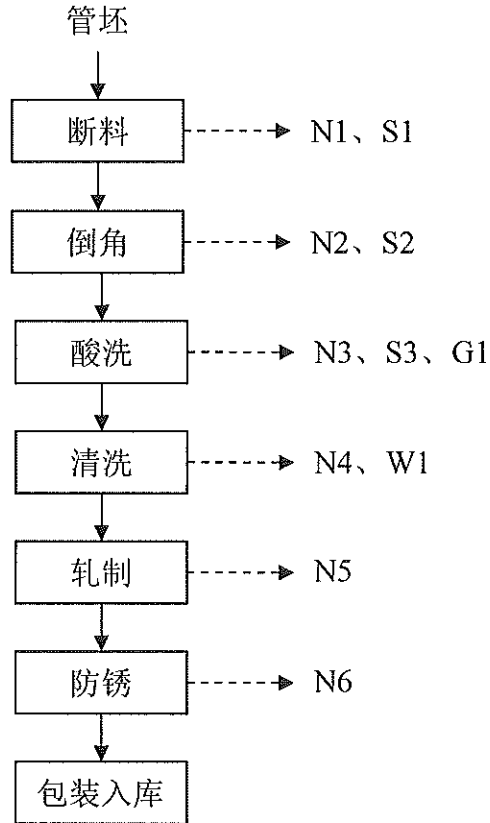 管坯
断料 N1、S1
倒角 N2、S2
酸洗 N3、S3、G1
清洗 N4、W1
轧制 N5
防锈 N6
包装入库